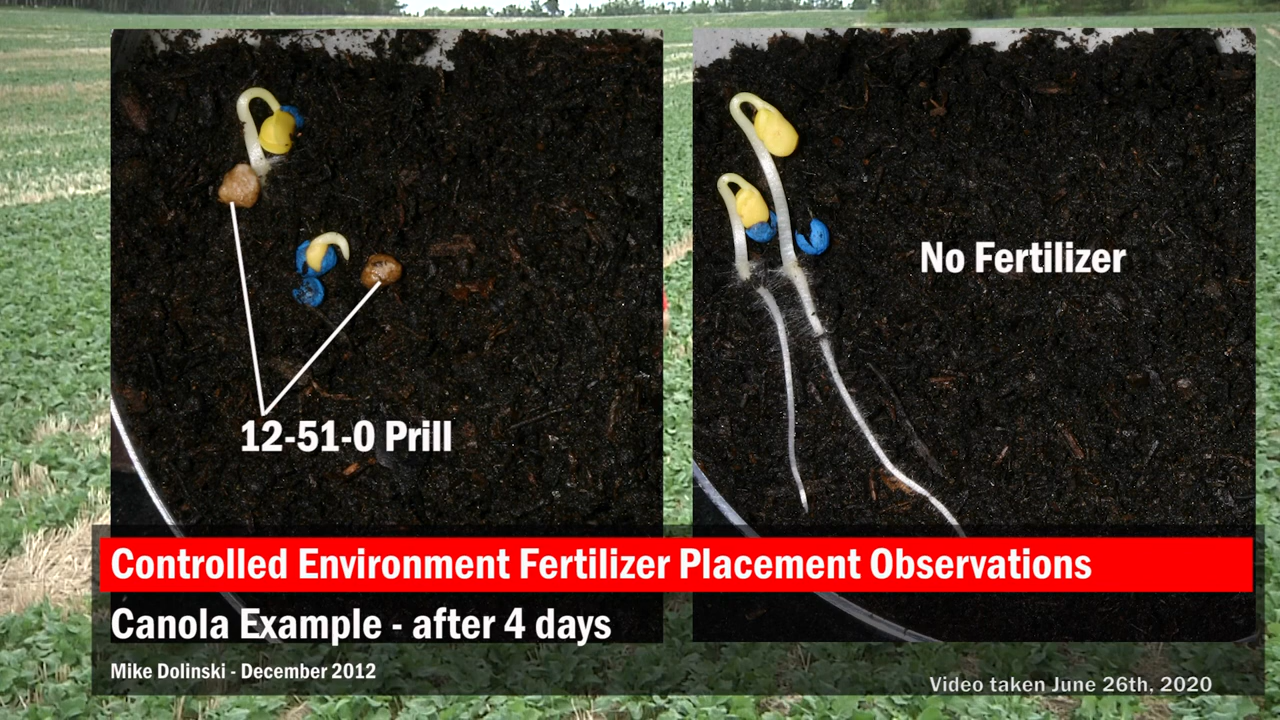 12-51-0 Prill
No Fertilizer
Controlled Environment Fertilizer Placement Observations
Canola Example - after 4 days
Mike Dolinski - December 2012
Video taken June 26th, 2020